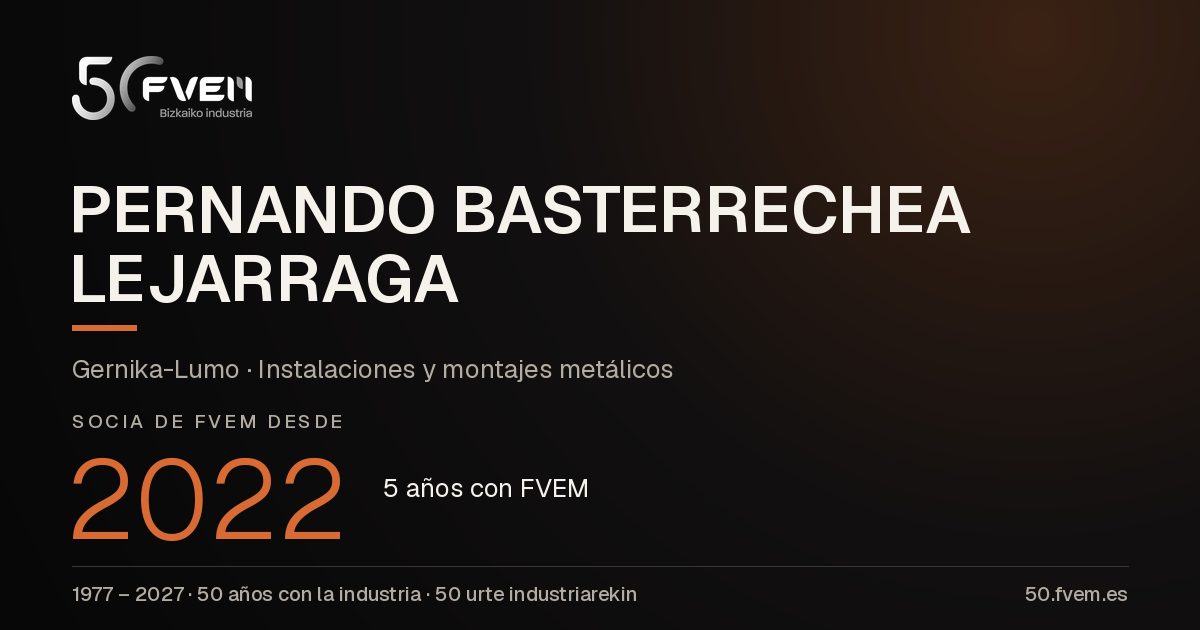 50 FVEM
Bizkaiko industria
PERNANDO BASTERRECHEA
LEJARRAGA
Gernika-Lumo · Instalaciones y montajes metálicos
SOCIA DE FVEM DESDE
2022
5 años con FVEM
1977 – 2027 · 50 años con la industria · 50 urte industriarekin
50.fvem.es